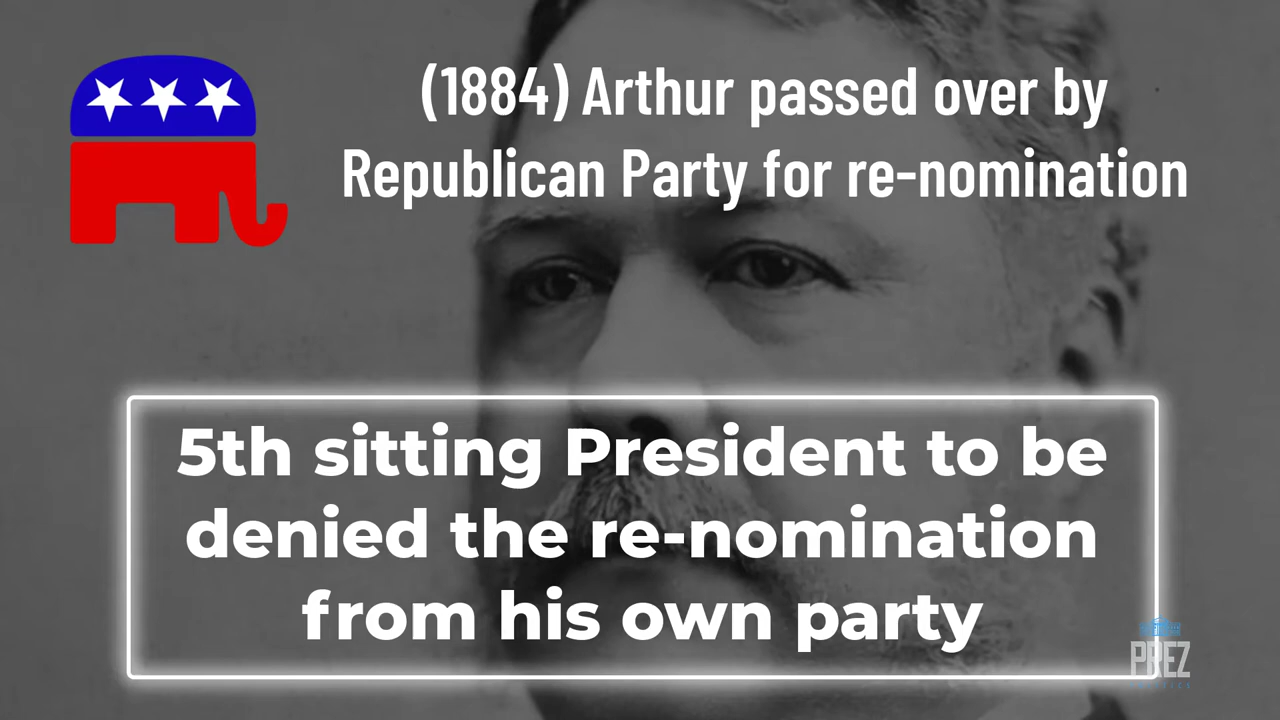 (1884) Arthur passed over by
Republican Party for re-nomination
5th sitting President to be
denied the re-nomination
from his own party
PREZ